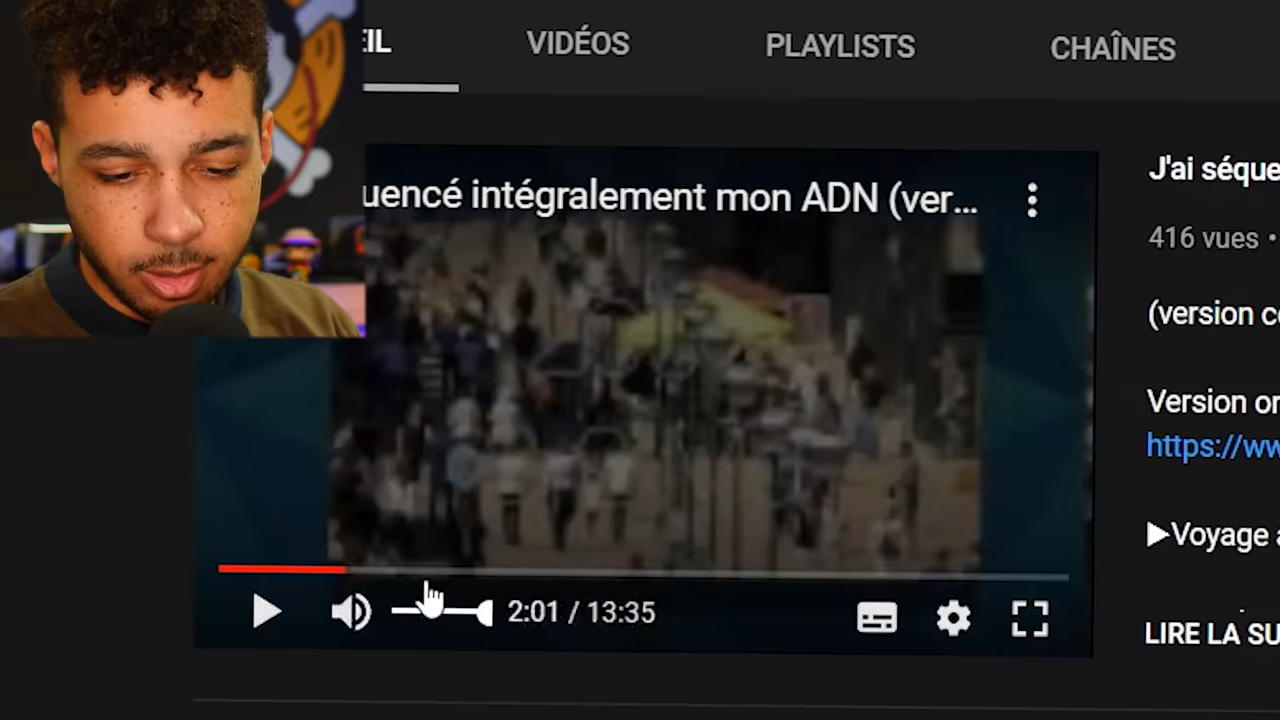 EIL VIDÉOS PLAYLISTS CHAÎNES
uencé intégralement mon ADN (ver...
2:01 / 13:35
J'ai séque
416 vues •
(version c
Version or
https://ww
▶Voyage a
LIRE LA SU